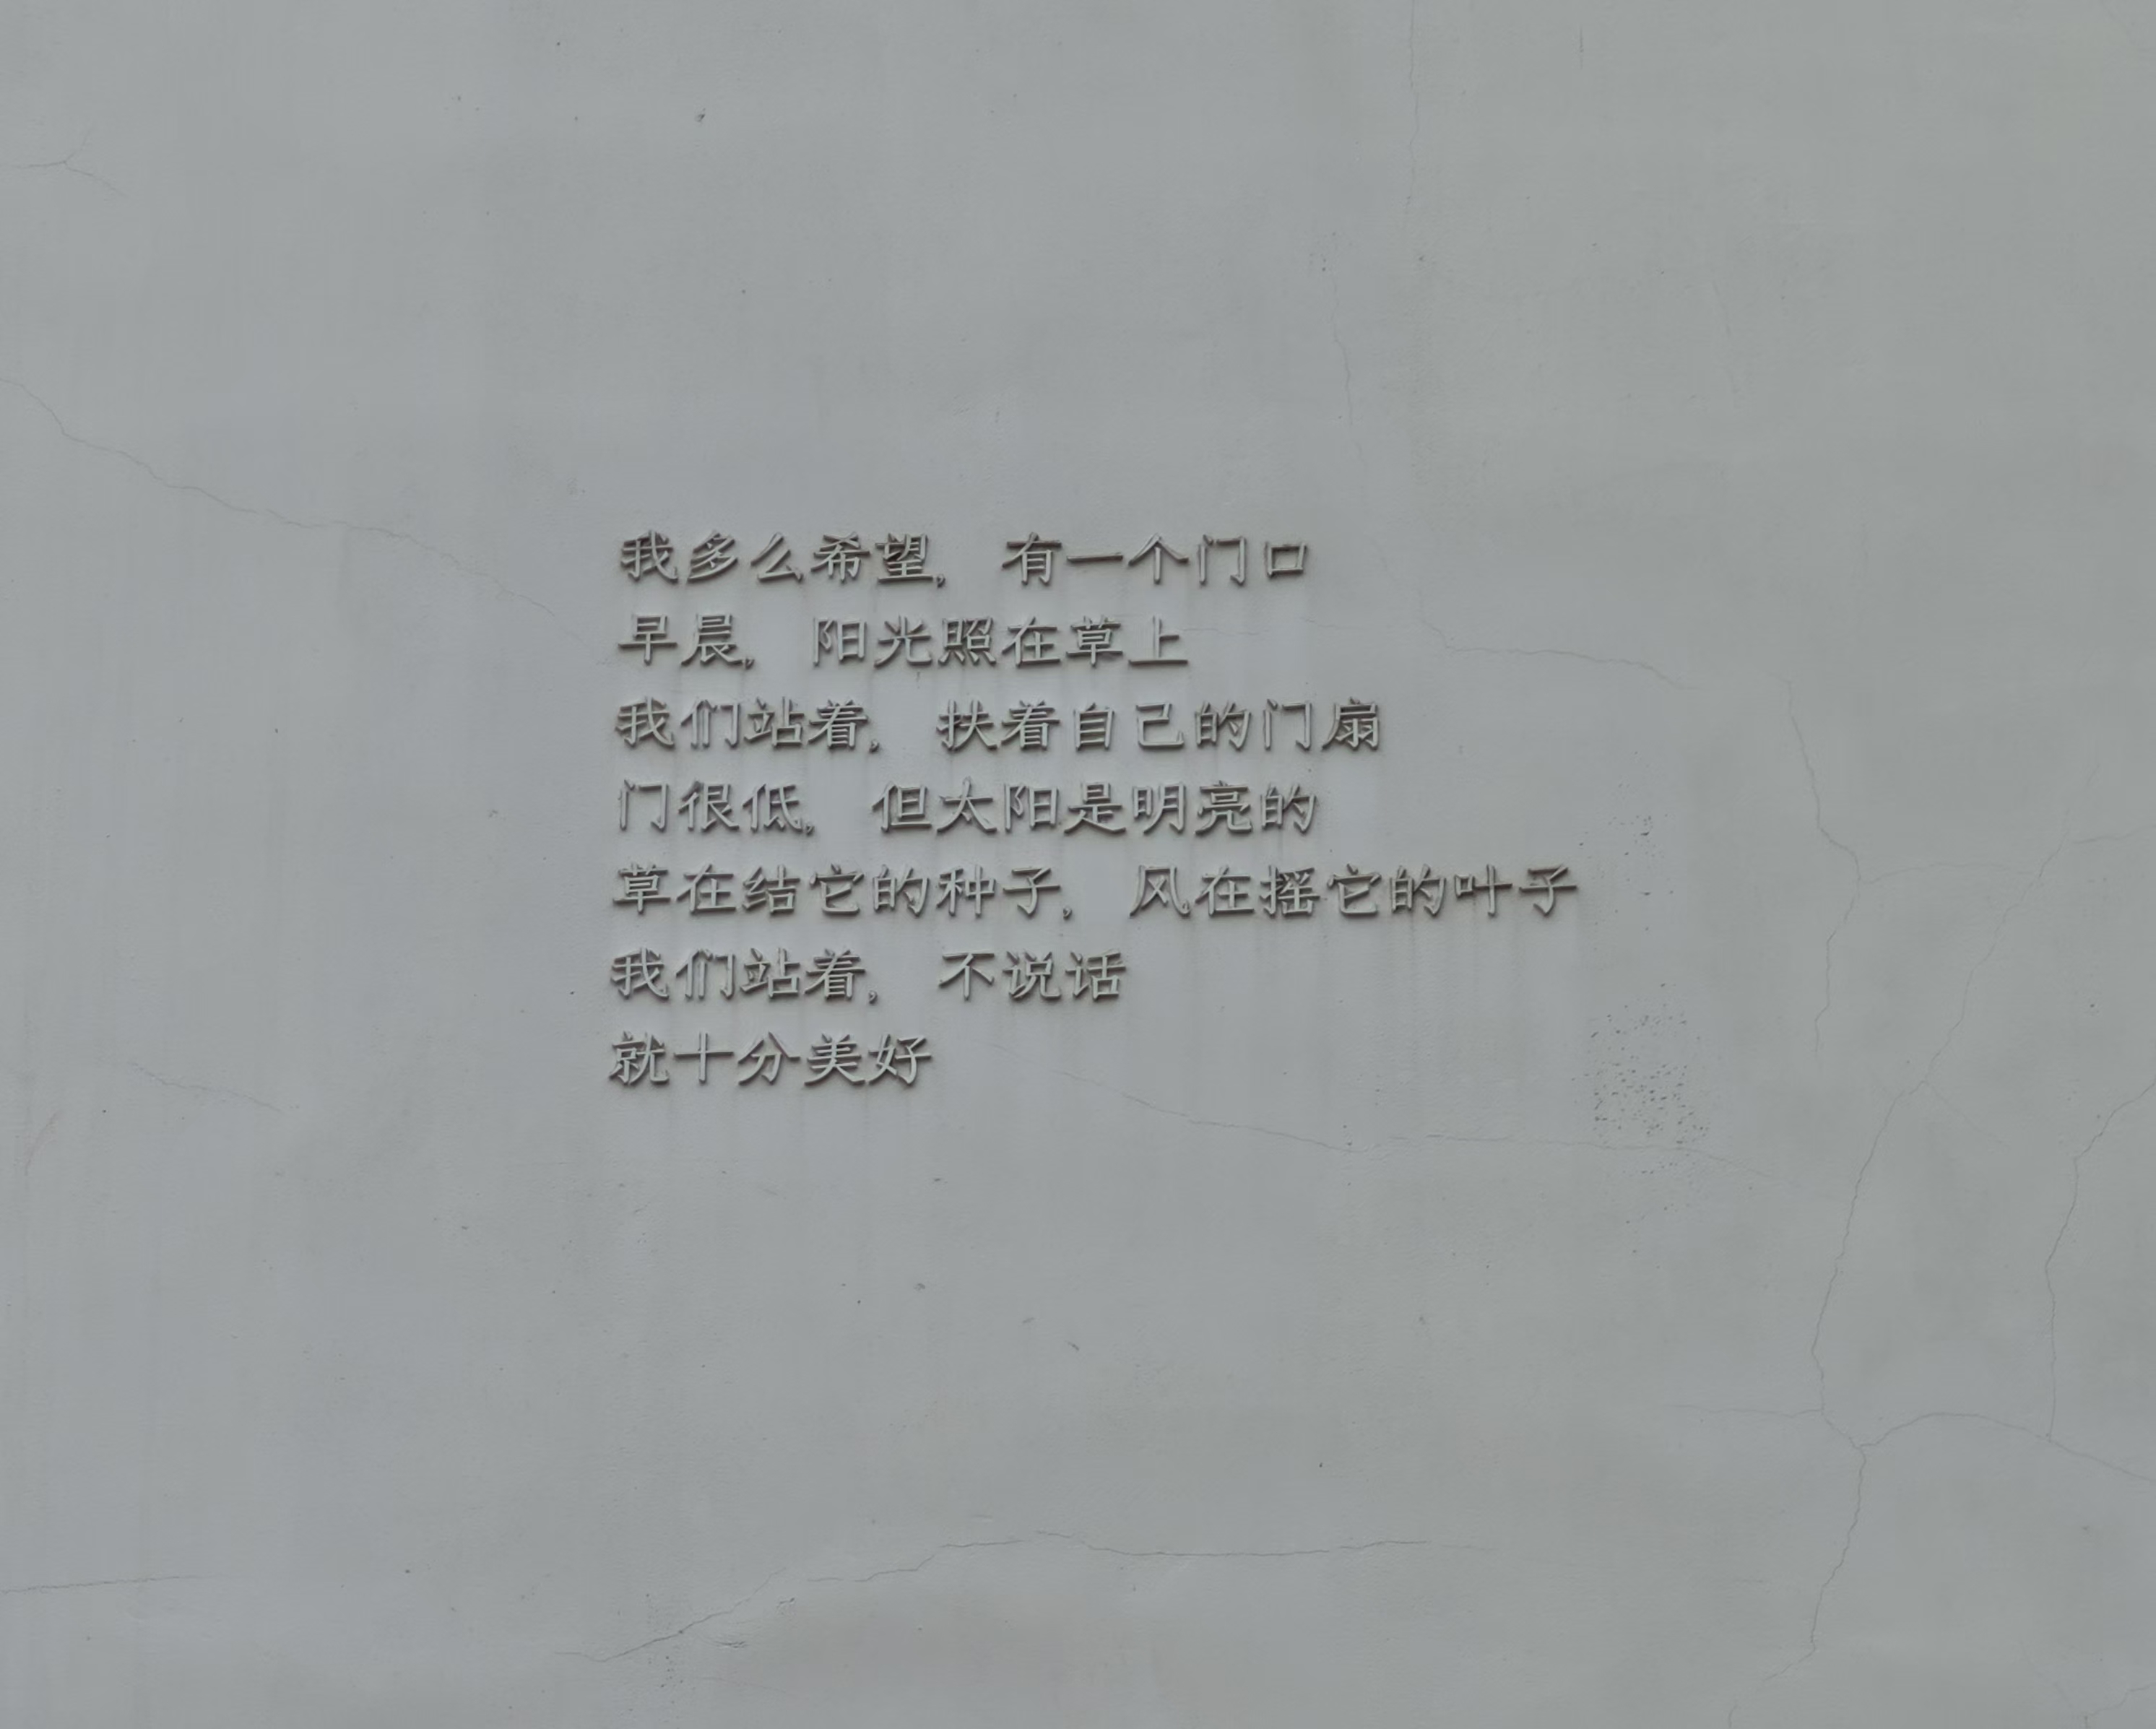 我多么希望，有一个门口
早晨，阳光照在草上
我们站着，扶着自己的门扇
门很低，但太阳是明亮的
草在结它的种子，风在摇它的叶子
我们站着，不说话
就十分美好